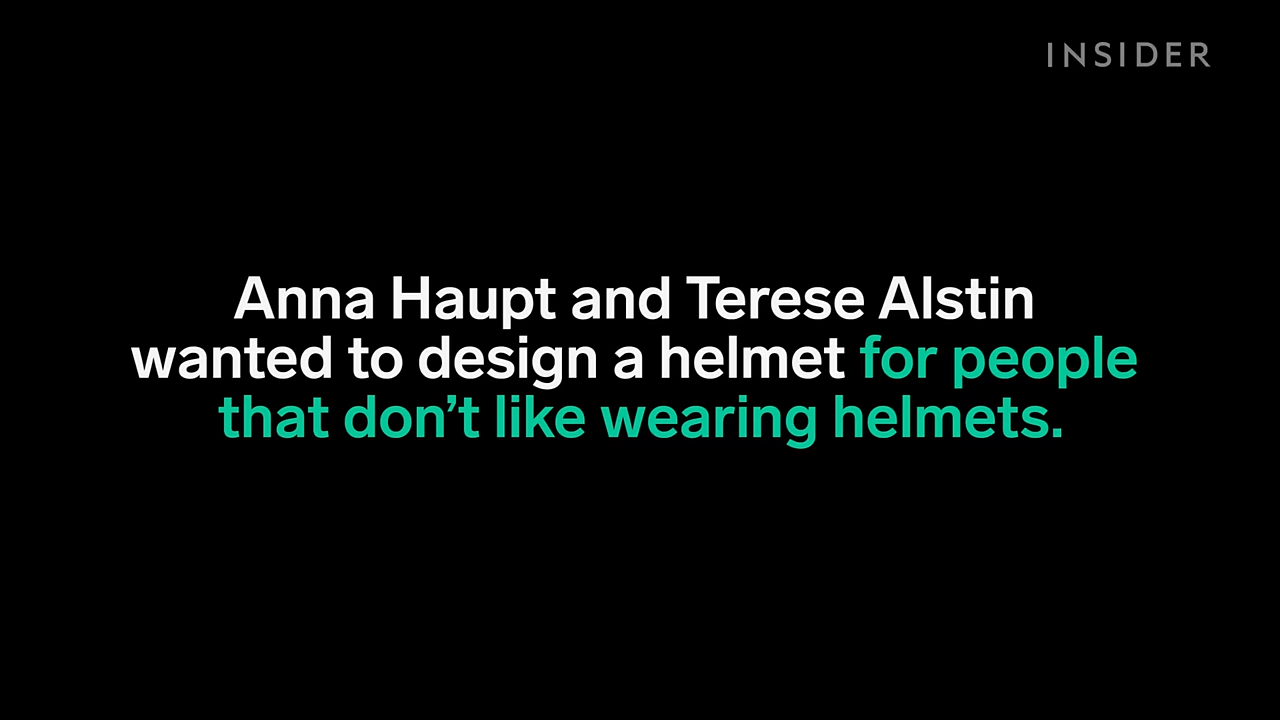 INSIDER
Anna Haupt and Terese Alstin
wanted to design a helmet for people
that don’t like wearing helmets.